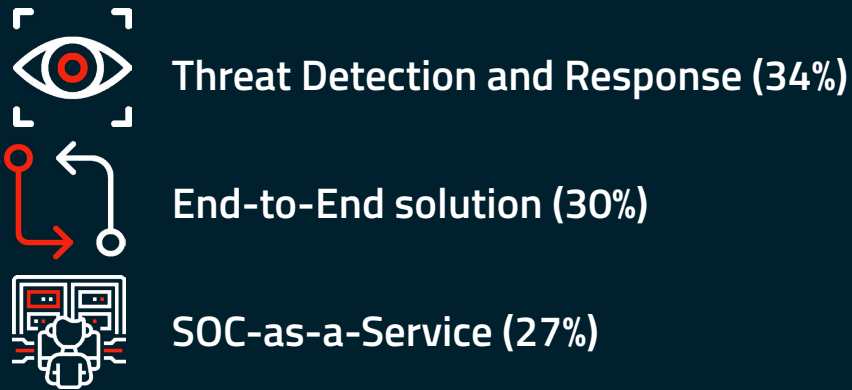 Threat Detection and Response (34%)
End-to-End solution (30%)
SOC-as-a-Service (27%)